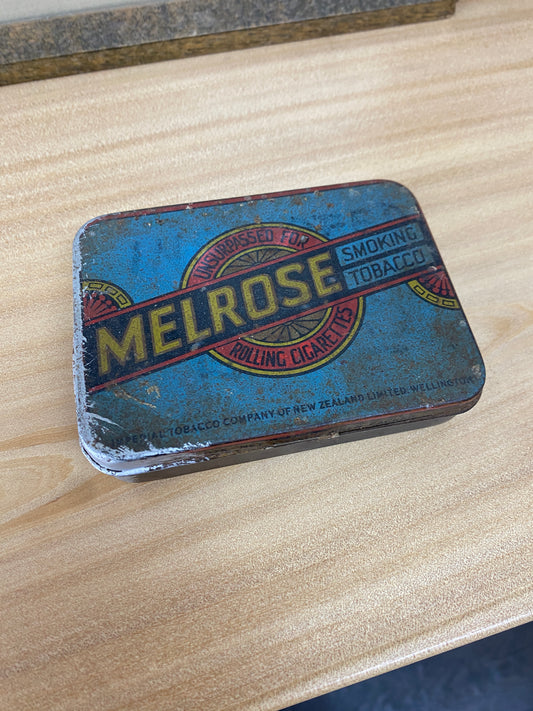 UNSURPASSED FOR
MELROSE
SMOKING
TOBACCO
ROLLING CIGARETTES
IMPERIAL TOBACCO COMPANY OF NEW ZEALAND LIMITED. WELLINGTON